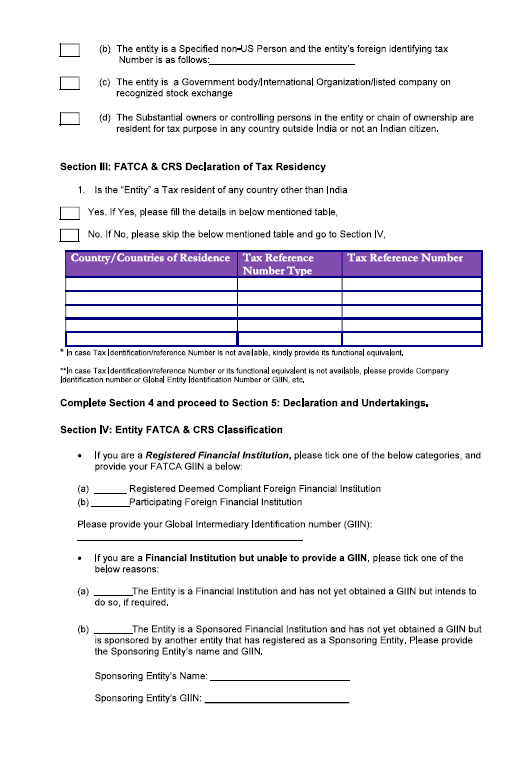 (b) The entity is a Specified non-US Person and the entity's foreign identifying tax
Number is as follows:
(c) The entity is a Government body/International Organization/listed company on
recognized stock exchange
(d) The Substantial owners or controlling persons in the entity or chain of ownership are
resident for tax purpose in any country outside India or not an Indian citizen.
Section III: FATCA & CRS Declaration of Tax Residency
1. Is the "Entity" a Tax resident of any country other than India
Yes. If Yes, please fill the details in below mentioned table,
No. If No, please skip the below mentioned table and go to Section IV,
Country/Countries of Residence Tax Reference Tax Reference Number
Number Type
* In case Tax Identification/reference Number is not available, kindly provide its functional equivalent.
**In case Tax Identification/reference Number or its functional equivalent is not available, please provide Company
Identification number or Global Entity Identification Number or GIIN, etc.
Complete Section 4 and proceed to Section 5: Declaration and Undertakings.
Section IV: Entity FATCA & CRS Classification
• If you are a Registered Financial Institution, please tick one of the below categories, and
provide your FATCA GIIN a below:
(a) ______ Registered Deemed Compliant Foreign Financial Institution
(b) _______Participating Foreign Financial Institution
Please provide your Global Intermediary Identification number (GIIN):
• If you are a Financial Institution but unable to provide a GIIN, please tick one of the
below reasons:
(a) _______The Entity is a Financial Institution and has not yet obtained a GIIN but intends to
do so, if required.
(b) _______The Entity is a Sponsored Financial Institution and has not yet obtained a GIIN but
is sponsored by another entity that has registered as a Sponsoring Entity. Please provide
the Sponsoring Entity's name and GIIN.
Sponsoring Entity's Name:
Sponsoring Entity's GIIN: